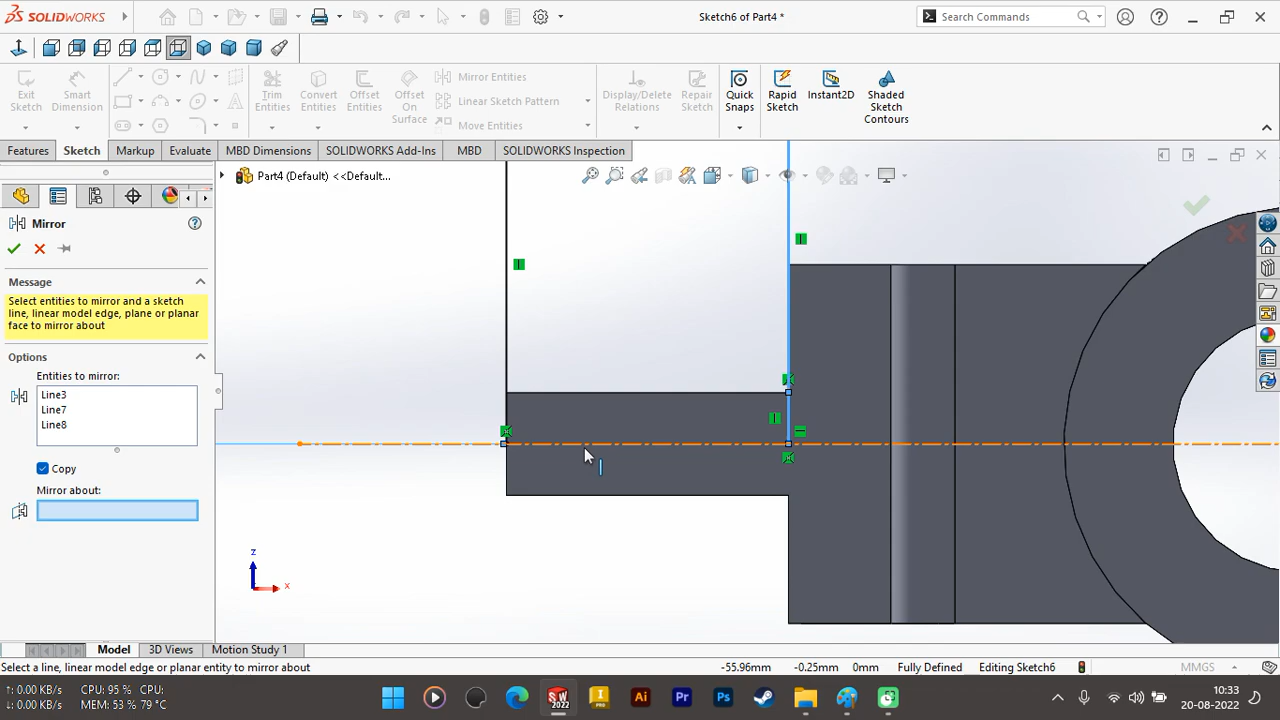 SOLIDWORKS
Sketch6 of Part4 *
Search Commands
Exit Sketch
Smart Dimension
Trim Entities
Convert Entities
Offset Entities
Offset On Surface
Mirror Entities
Linear Sketch Pattern
Move Entities
Display/Delete Relations
Repair Sketch
Quick Snaps
Rapid Sketch
Instant2D
Shaded Sketch Contours
Features
Sketch
Markup
Evaluate
MBD Dimensions
SOLIDWORKS Add-Ins
MBD
SOLIDWORKS Inspection
Part4 (Default) <<Default...
Mirror
Message
Select entities to mirror and a sketch
line, linear model edge, plane or planar
face to mirror about
Options
Entities to mirror:
Line3
Line7
Line8
Copy
Mirror about:
z
x
Model
3D Views
Motion Study 1
Select a line, linear model edge or planar entity to mirror about
-55.96mm
-0.25mm
0mm
Fully Defined
Editing Sketch6
MMGS
↑: 0.00 KB/s
↓: 0.00 KB/s
CPU: 95 %
MEM: 53 %
CPU:
79 °C
SW
2022
PRO
Ai
Pr
Ps
10:33
20-08-2022